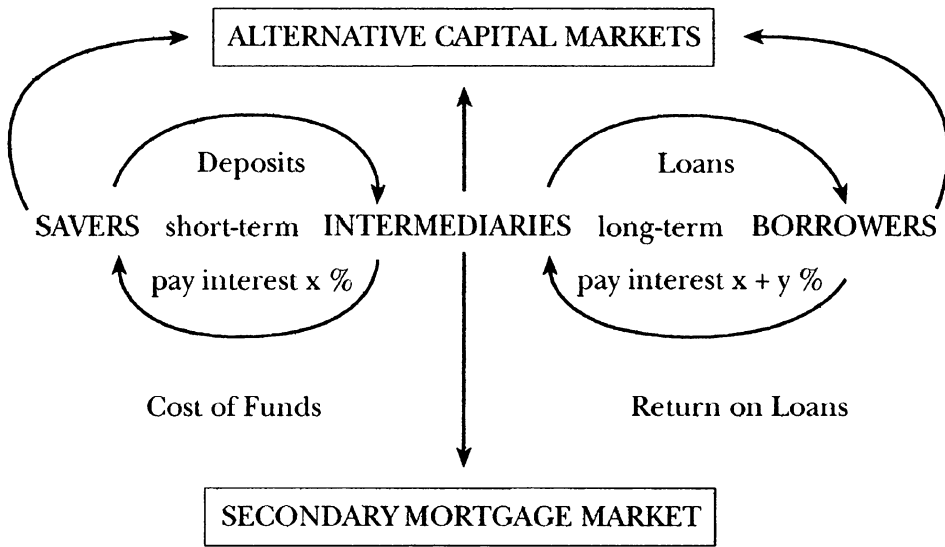 ALTERNATIVE CAPITAL MARKETS
Deposits
Loans
SAVERS short-term INTERMEDIARIES long-term BORROWERS
pay interest x %
pay interest x + y %
Cost of Funds
Return on Loans
SECONDARY MORTGAGE MARKET